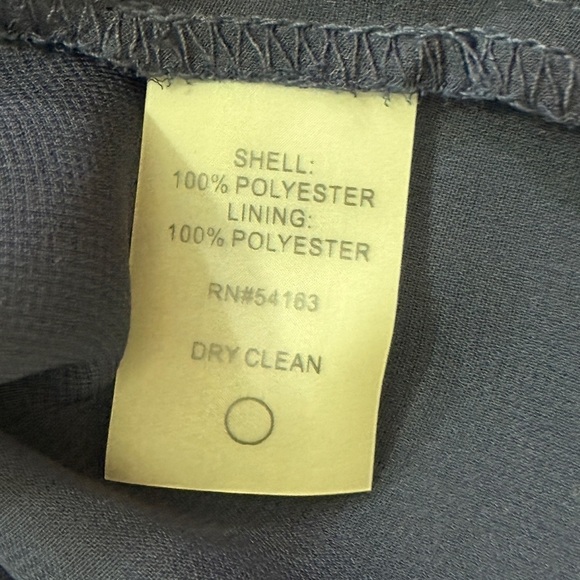 SHELL:
100% POLYESTER
LINING:
100% POLYESTER
RN#54163
DRY CLEAN